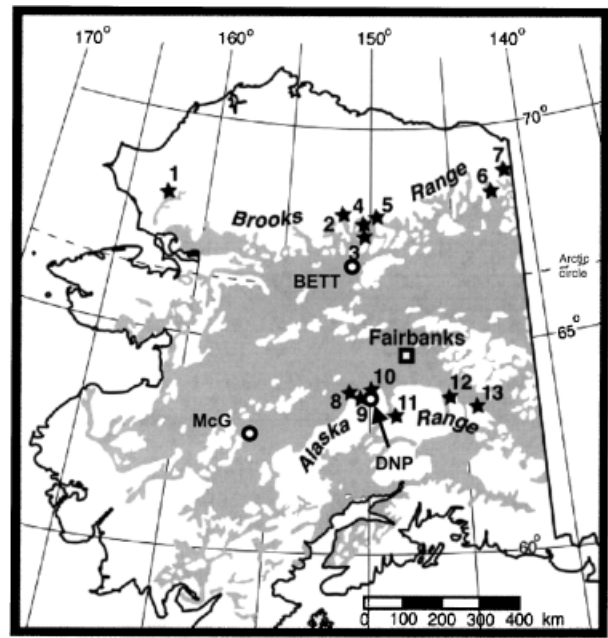 170° 160° 150° 140°
70°
7
1
4 5 6
2
Brooks Range
3
BETT
Arctic
circle
Fairbanks
65°
10
8 12 13
9 11
McG
Alaska Range
DNP
60°
0 100 200 300 400 km